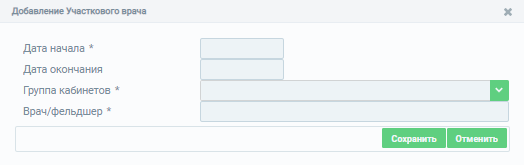 Добавление Участкового врача
Дата начала *
Дата окончания
Группа кабинетов *
Врач/фельдшер *
Сохранить Отменить